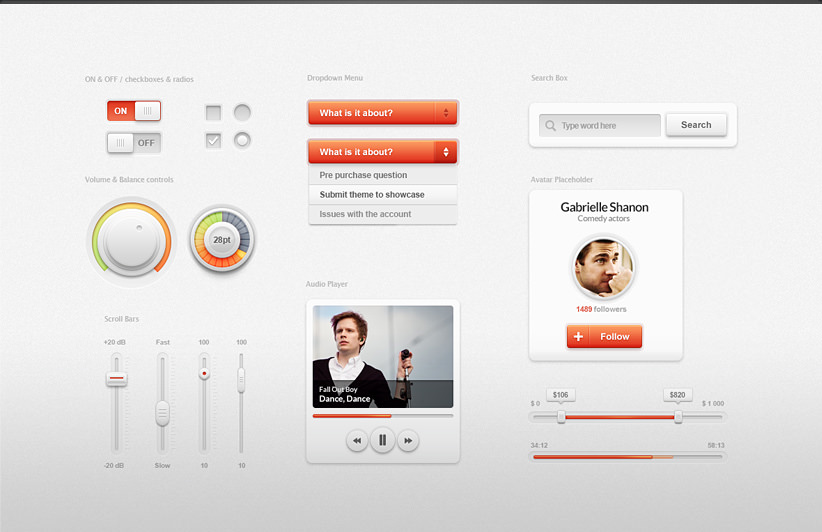 ON & OFF / checkboxes & radios
ON
OFF
Volume & Balance controls
28pt
Scroll Bars
+20 dB
Fast
100
100
-20 dB
Slow
10
10
Dropdown Menu
What is it about?
What is it about?
Pre purchase question
Submit theme to showcase
Issues with the account
Audio Player
Fall Out Boy
Dance, Dance
Search Box
Type word here
Search
Avatar Placeholder
Gabrielle Shanon
Comedy actors
1489 followers
+ Follow
$106
$820
$ 0
$ 1 000
34:12
58:13